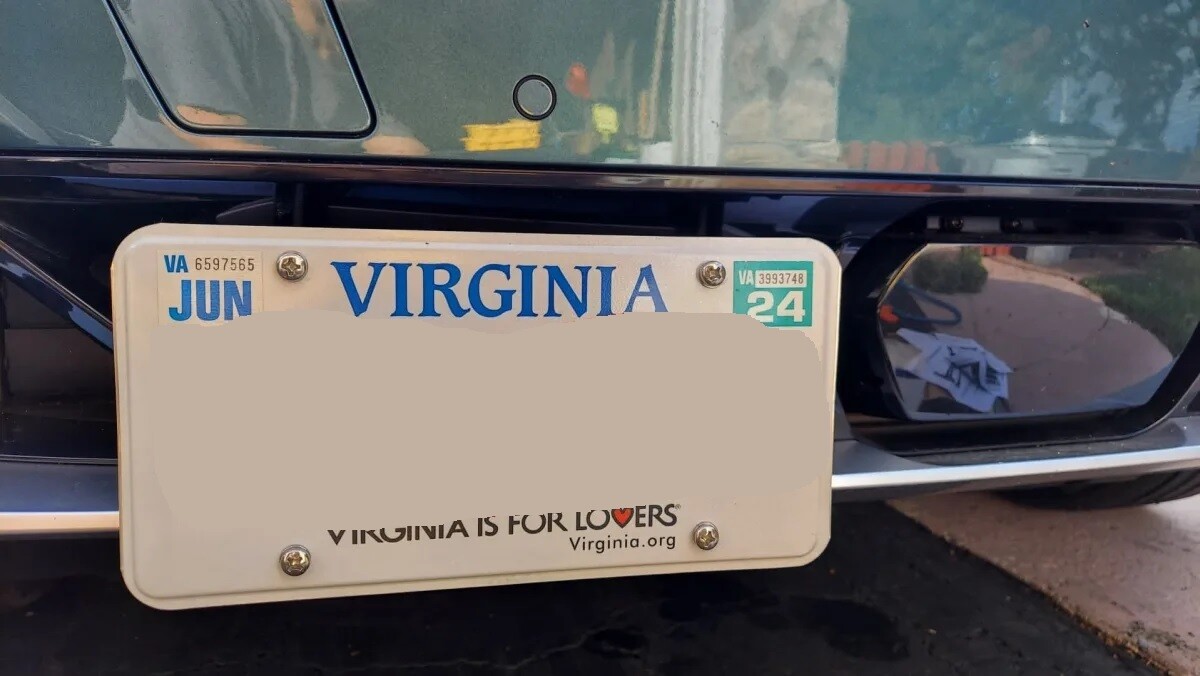 VA 6597565
JUN
VIRGINIA
VA 3993748
24
VIRGINIA IS FOR LOVERS
Virginia.org